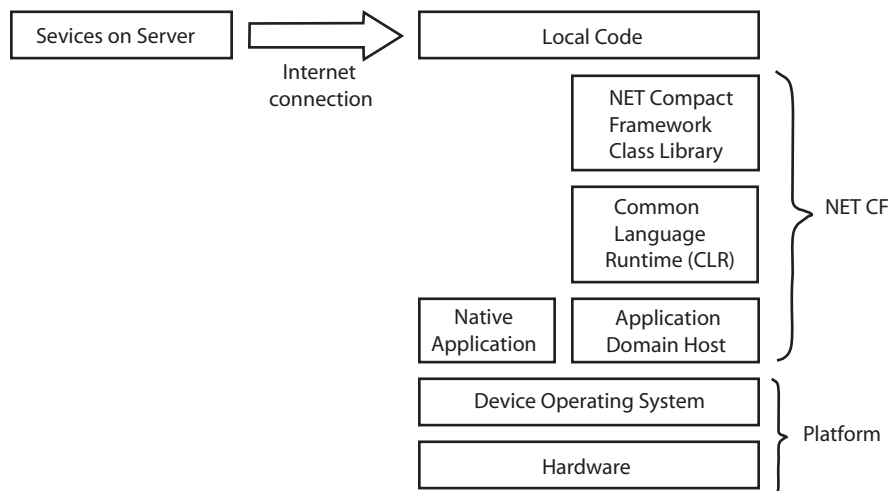 Sevices on Server
Internet
connection
Local Code
NET Compact
Framework
Class Library
Common
Language
Runtime (CLR)
NET CF
Native
Application
Application
Domain Host
Device Operating System
Hardware
Platform